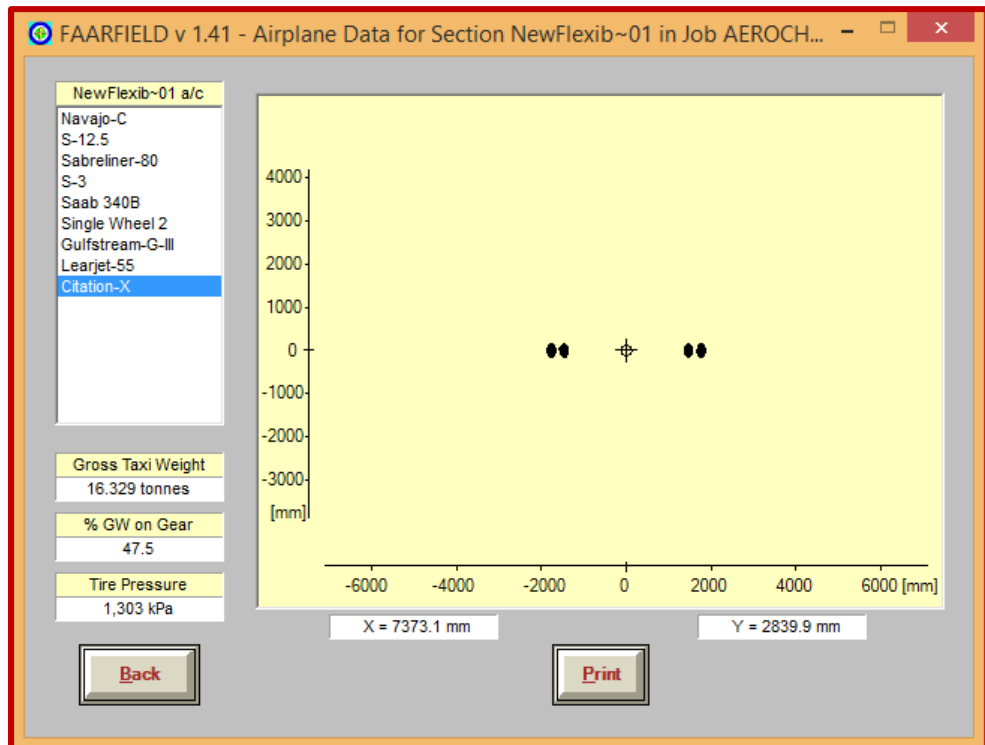 FAARFIELD v 1.41 - Airplane Data for Section NewFlexib~01 in Job AEROCH...
NewFlexib~01 a/c
Navajo-C
S-12.5
Sabreliner-80
S-3
Saab 340B
Single Wheel 2
Gulfstream-G-III
Learjet-55
Citation-X
Gross Taxi Weight
16.329 tonnes
% GW on Gear
47.5
Tire Pressure
1,303 kPa
4000
3000
2000
1000
0
-1000
-2000
-3000
[mm]
-6000 -4000 -2000 0 2000 4000 6000 [mm]
X = 7373.1 mm Y = 2839.9 mm
Back Print